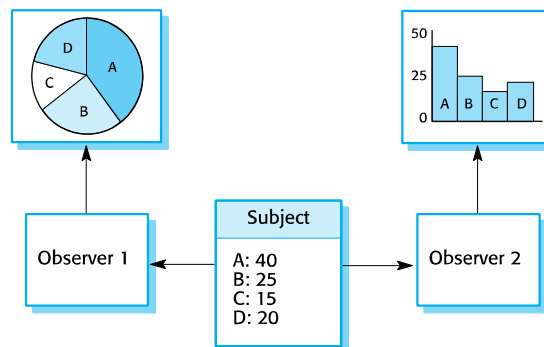 D
A
C
B
50
25
0
A B C D
Observer 1
Subject
A: 40
B: 25
C: 15
D: 20
Observer 2